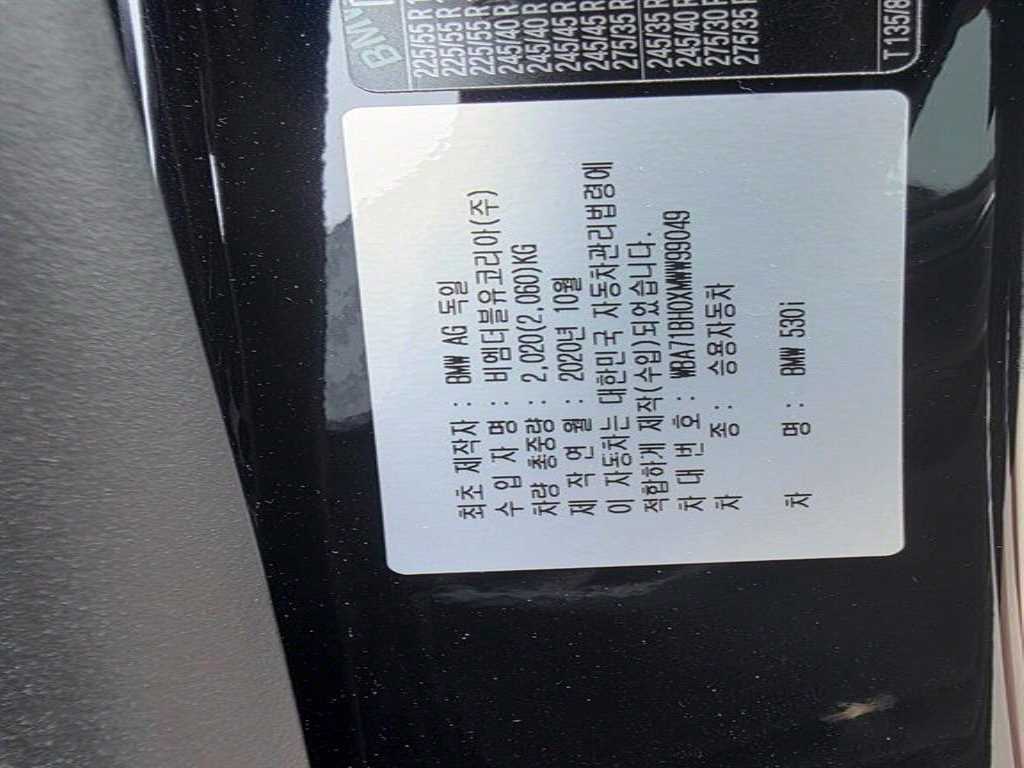 BMW
225/55 R 1
225/55 R
225/55 R 1
245/40 R
245/40 R
245/45 R
245/45 R
275/35 R
245/35 R
245/40 R
275/30 F
275/35
T135/8
최초 제작자 : BMW AG 독일
수 입 자 명 : 비엠더블유코리아(주)
차량 총중량 : 2,020(2,060)KG
제 작 연 월 : 2020년 10월
이 자동차는 대한민국 자동차관리법령에
적합하게 제작(수입)되었습니다.
차 대 번 호 : WBA71BH0XMWW99049
차 종 : 승용자동차
차 명 : BMW 530i